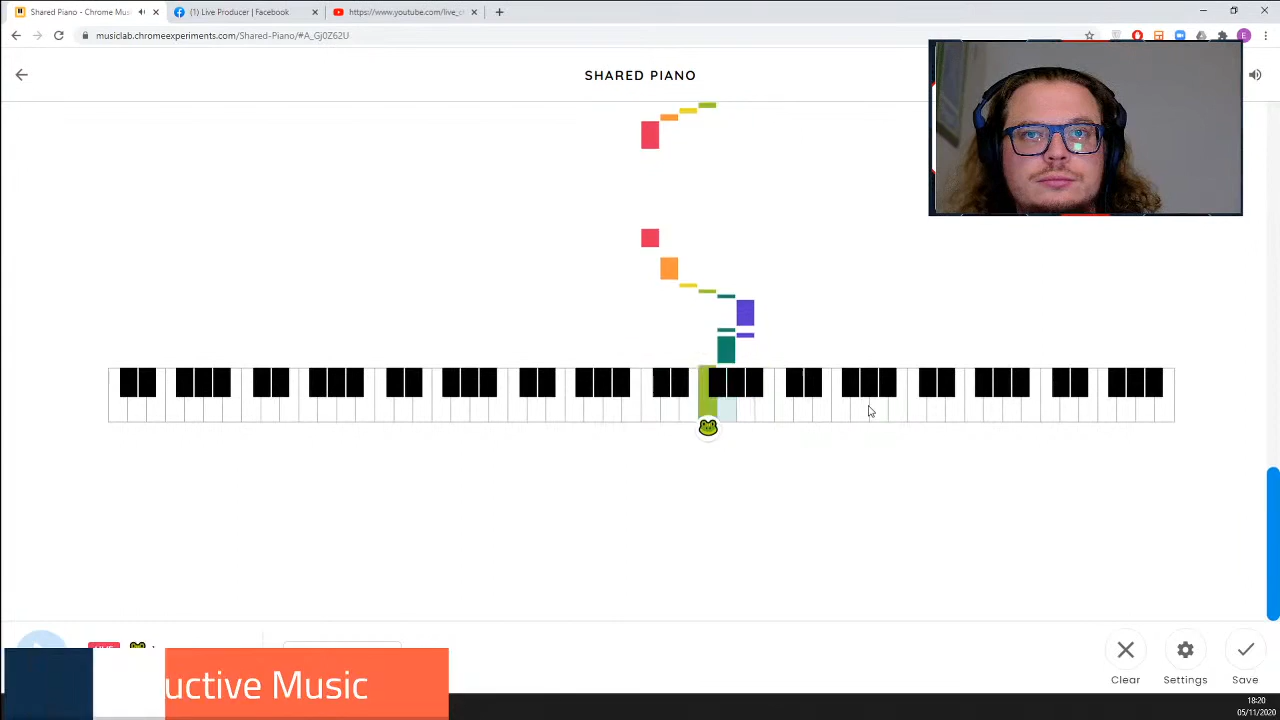 Shared Piano - Chrome Mus
(1) Live Producer | Facebook
https://www.youtube.com/live_c
musiclab.chromeexperiments.com/Shared-Piano/#A_Gj0Z62U
E
SHARED PIANO
uctive Music
Clear
Settings
Save
18:20
05/11/2020